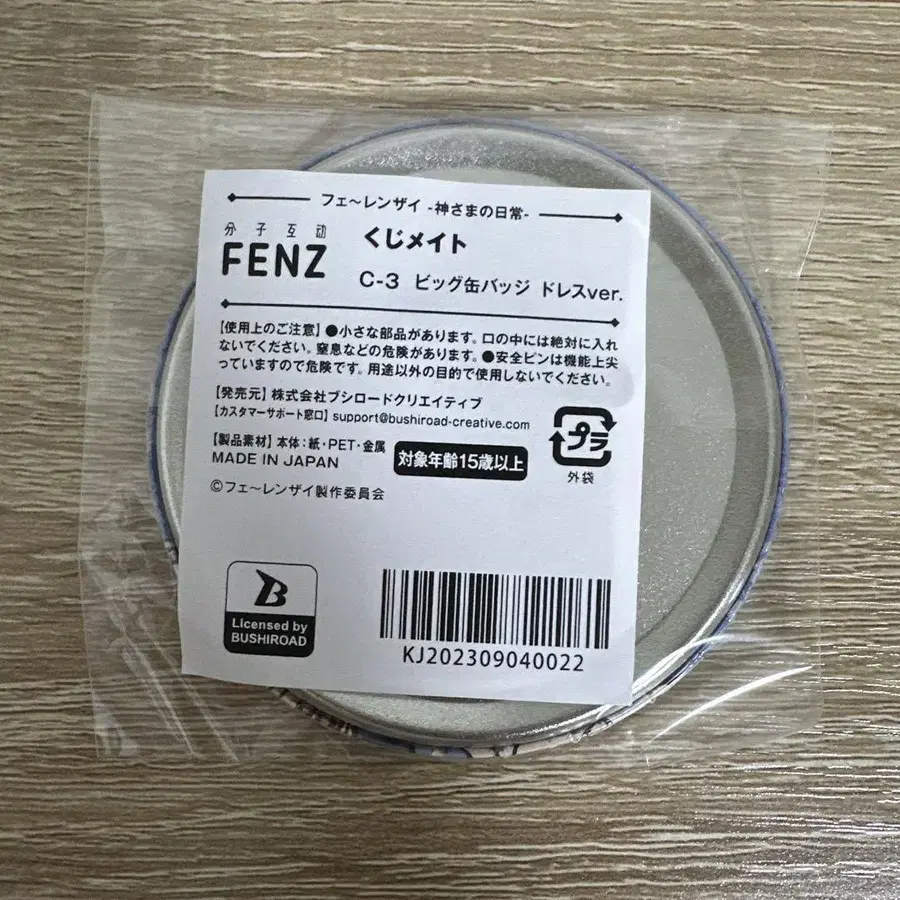 フェ〜レンザイ -神さまの日常-
分子互动
FENZ
くじメイト
C-3 ビッグ缶バッジ ドレスver.
【使用上のご注意】●小さな部品があります。口の中には絶対に入れ
ないでください。窒息などの危険があります。●安全ピンは機能上尖
っていますので危険です。用途以外の目的で使用しないでください。
【発売元】株式会社ブシロードクリエイティブ
【カスタマーサポート窓口】support@bushiroad-creative.com
【製品素材】本体：紙・PET・金属
MADE IN JAPAN
対象年齢15歳以上
プラ
外袋
©フェ〜レンザイ製作委員会
B
Licensed by
BUSHIROAD
KJ202309040022